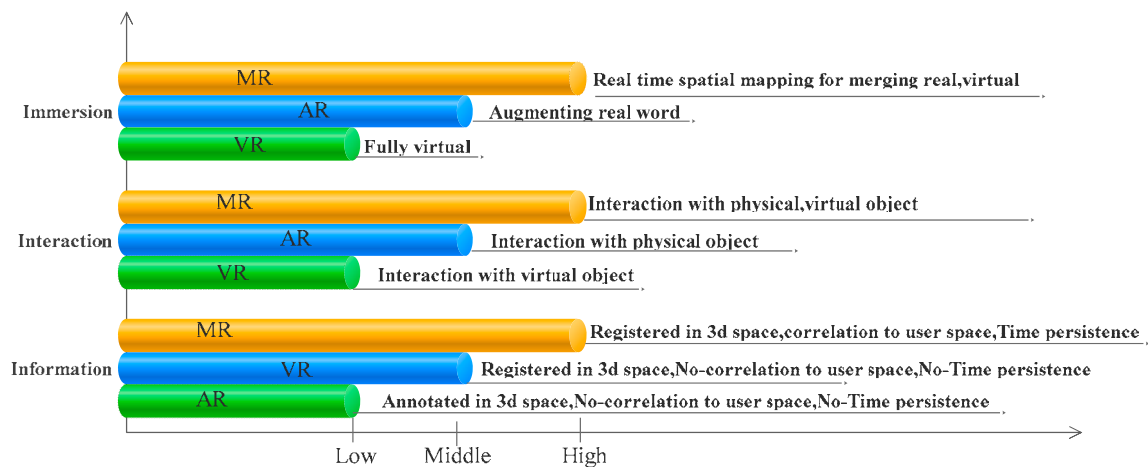 MR
Real time spatial mapping for merging real,virtual
Immersion
AR
Augmenting real word
VR
Fully virtual
MR
Interaction with physical,virtual object
Interaction
AR
Interaction with physical object
VR
Interaction with virtual object
MR
Registered in 3d space,correlation to user space,Time persistence
Information
VR
Registered in 3d space,No-correlation to user space,No-Time persistence
AR
Annotated in 3d space,No-correlation to user space,No-Time persistence
Low
Middle
High